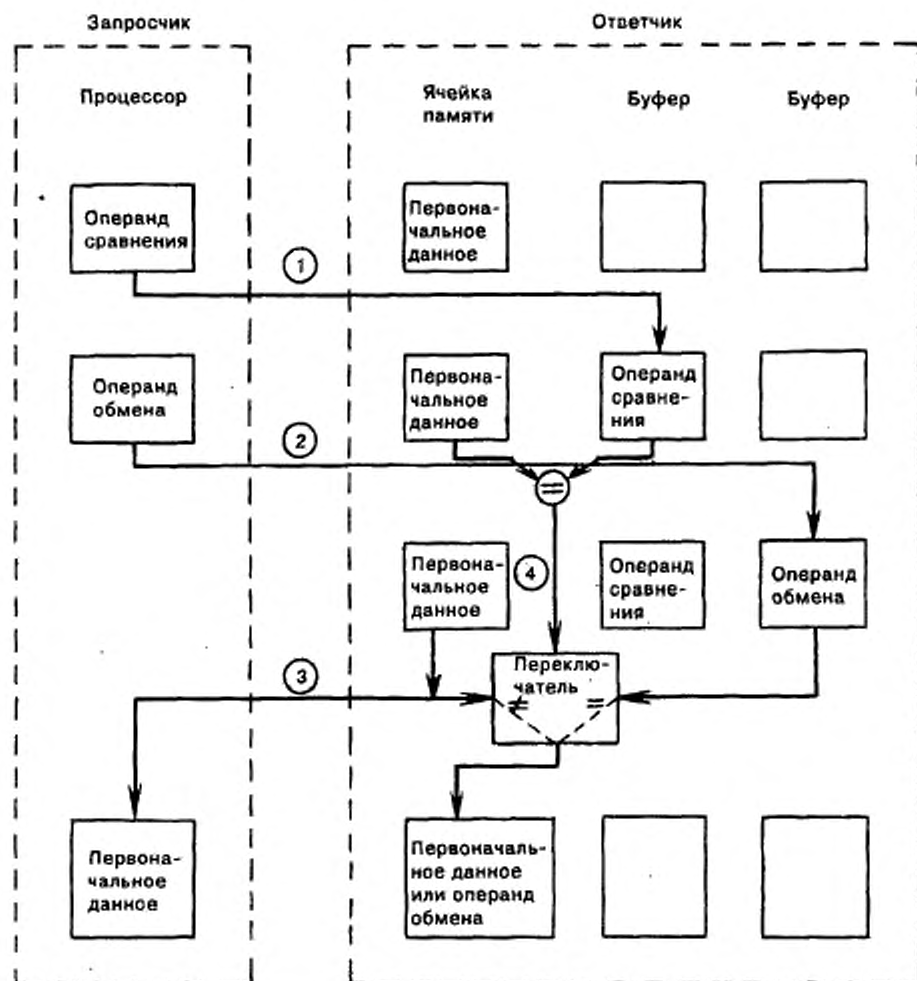 Запросчик
Ответчик
Процессор
Ячейка
памяти
Буфер
Буфер
Операнд
сравнения
Первона-
чальное
данное
1
Операнд
обмена
Первона-
чальное
данное
Операнд
сравне-
ния
2
=
Первона-
чальное
данное
4
Операнд
сравне-
ния
Операнд
обмена
3
Переклю-
чатель
≠ =
Первона-
чальное
данное
Первоначаль-
ное данное
или операнд
обмена